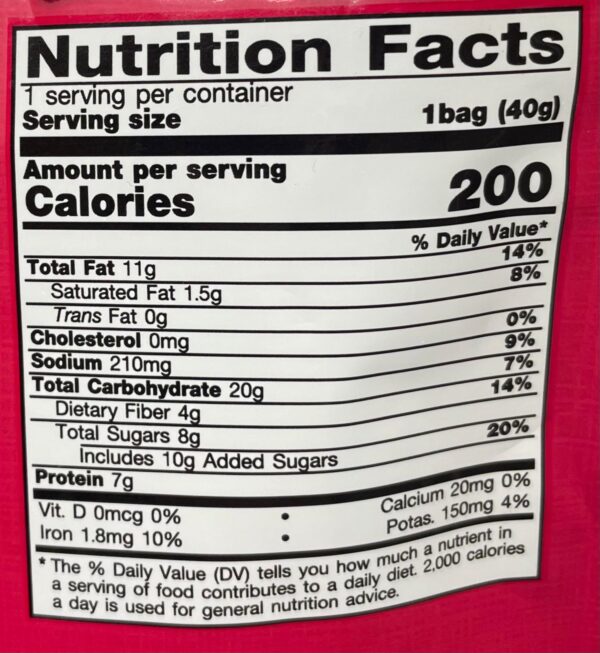 Nutrition Facts
1 serving per container
Serving size 1bag (40g)
Amount per serving
Calories 200
% Daily Value*
Total Fat 11g 14%
Saturated Fat 1.5g 8%
Trans Fat 0g
Cholesterol 0mg 0%
Sodium 210mg 9%
Total Carbohydrate 20g 7%
Dietary Fiber 4g 14%
Total Sugars 8g
Includes 10g Added Sugars 20%
Protein 7g
Vit. D 0mcg 0% • Calcium 20mg 0%
Iron 1.8mg 10% • Potas. 150mg 4%
* The % Daily Value (DV) tells you how much a nutrient in
a serving of food contributes to a daily diet. 2,000 calories
a day is used for general nutrition advice.